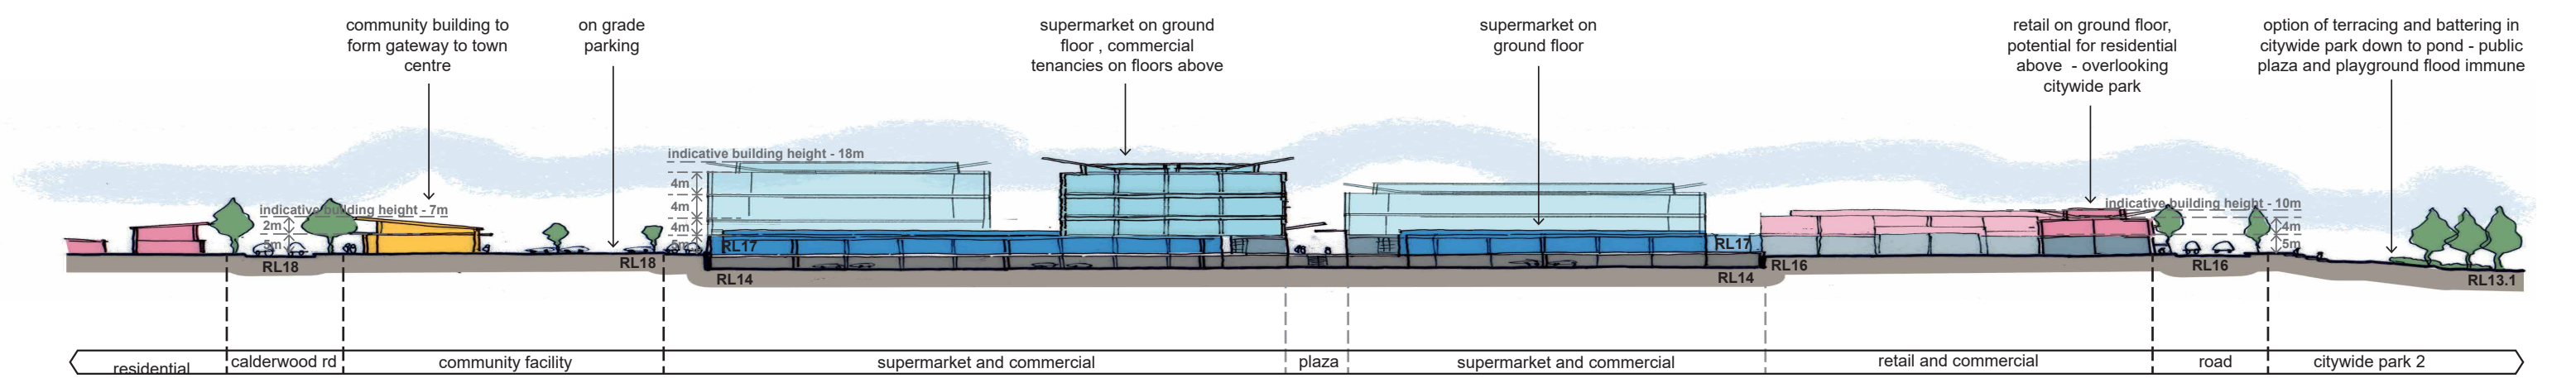 community building to
form gateway to town
centre
on grade
parking
supermarket on ground
floor , commercial
tenancies on floors above
supermarket on
ground floor
retail on ground floor,
potential for residential
above - overlooking
citywide park
option of terracing and battering in
citywide park down to pond - public
plaza and playground flood immune
indicative building height - 7m
2m
5m
RL18
RL18
indicative building height - 18m
4m
4m
4m
5m
RL17
RL14
RL17
RL14
RL16
indicative building height - 10m
4m
5m
RL16
RL13.1
residential
calderwood rd
community facility
supermarket and commercial
plaza
supermarket and commercial
retail and commercial
road
citywide park 2